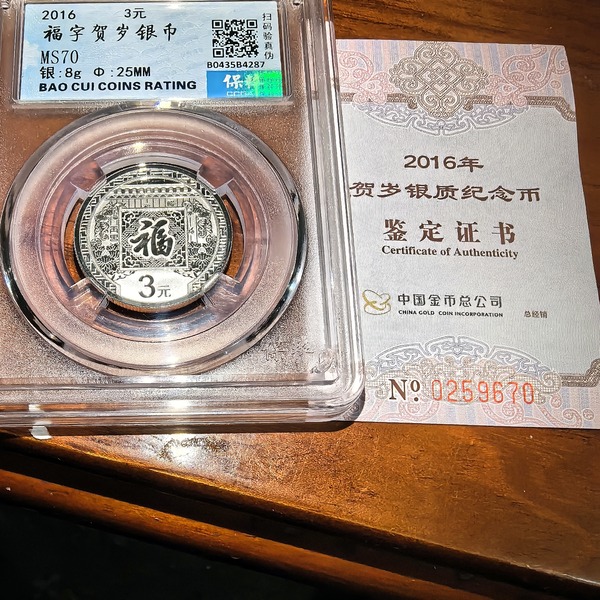 2016 3元
福字贺岁银币
MS70
银:8g Φ:25MM
BAO CUI COINS RATING
扫码验真伪
B0435B4287
保粹
福
3元
2016年
贺岁银质纪念币
鉴定证书
Certificate of Authenticity
中国金币总公司
CHINA GOLD COIN INCORPORATION
总经销
No. 0259670